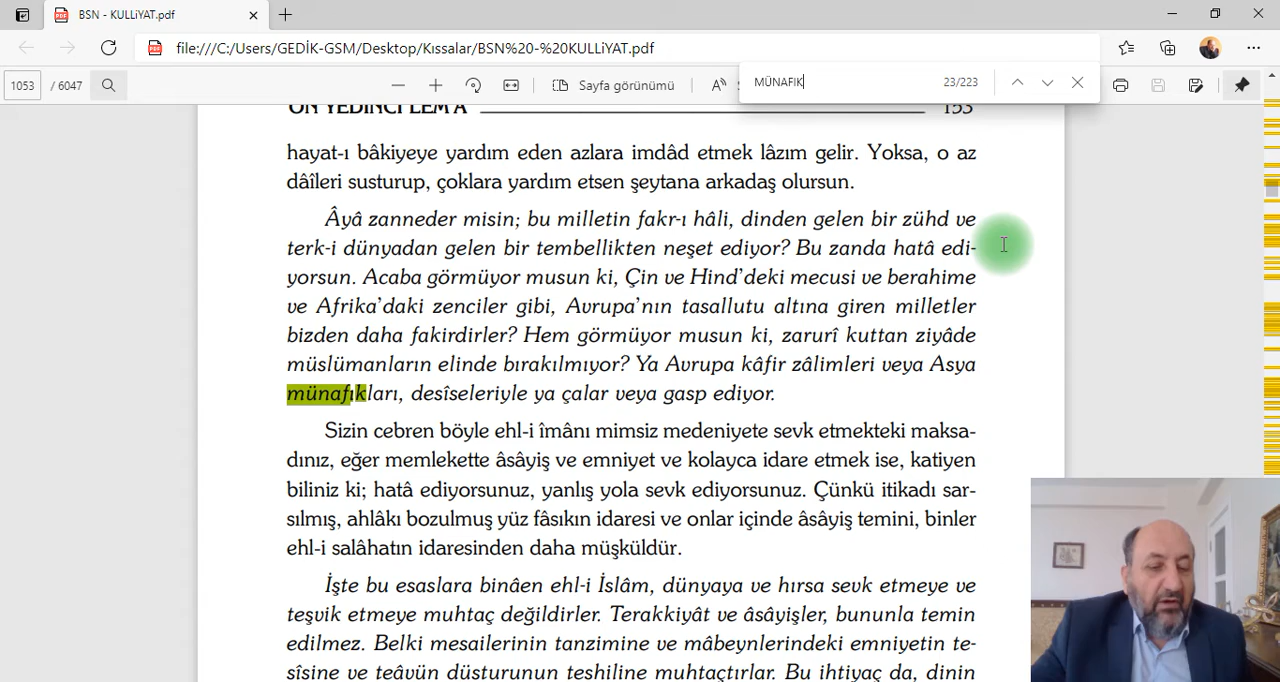 BSN - KULLiYAT.pdf
file:///C:/Users/GEDİK-GSM/Desktop/Kıssalar/BSN%20-%20KULLiYAT.pdf
MÜNAFIK 23/223
1053 / 6047 Sayfa görünümü
ON YEDİNCİ LEM'A 153
hayat-ı bâkiyeye yardım eden azlara imdâd etmek lâzım gelir. Yoksa, o az
dâîleri susturup, çoklara yardım etsen şeytana arkadaş olursun.
Âyâ zanneder misin; bu milletin fakr-ı hâli, dinden gelen bir zühd ve
terk-i dünyadan gelen bir tembellikten neşet ediyor? Bu zanda hatâ edi-
yorsun. Acaba görmüyor musun ki, Çin ve Hind'deki mecusi ve berahime
ve Afrika'daki zenciler gibi, Avrupa'nın tasallutu altına giren milletler
bizden daha fakirdirler? Hem görmüyor musun ki, zarurî kuttan ziyâde
müslümanların elinde bırakılmıyor? Ya Avrupa kâfir zâlimleri veya Asya
münafıkları, desîseleriyle ya çalar veya gasp ediyor.
Sizin cebren böyle ehl-i îmânı mimsiz medeniyete sevk etmekteki maksa-
dınız, eğer memlekette âsâyiş ve emniyet ve kolayca idare etmek ise, katiyen
biliniz ki; hatâ ediyorsunuz, yanlış yola sevk ediyorsunuz. Çünkü itikadı sar-
sılmış, ahlâkı bozulmuş yüz fâsıkın idaresi ve onlar içinde âsâyiş temini, binler
ehl-i salâhatın idaresinden daha müşküldür.
İşte bu esaslara binâen ehl-i İslâm, dünyaya ve hırsa sevk etmeye ve
teşvik etmeye muhtaç değildirler. Terakkiyât ve âsâyişler, bununla temin
edilmez. Belki mesailerinin tanzimine ve mâbeynlerindeki emniyetin te-
sîsine ve teâvün düsturunun teshiline muhtaçtırlar. Bu ihtiyaç da, dinin